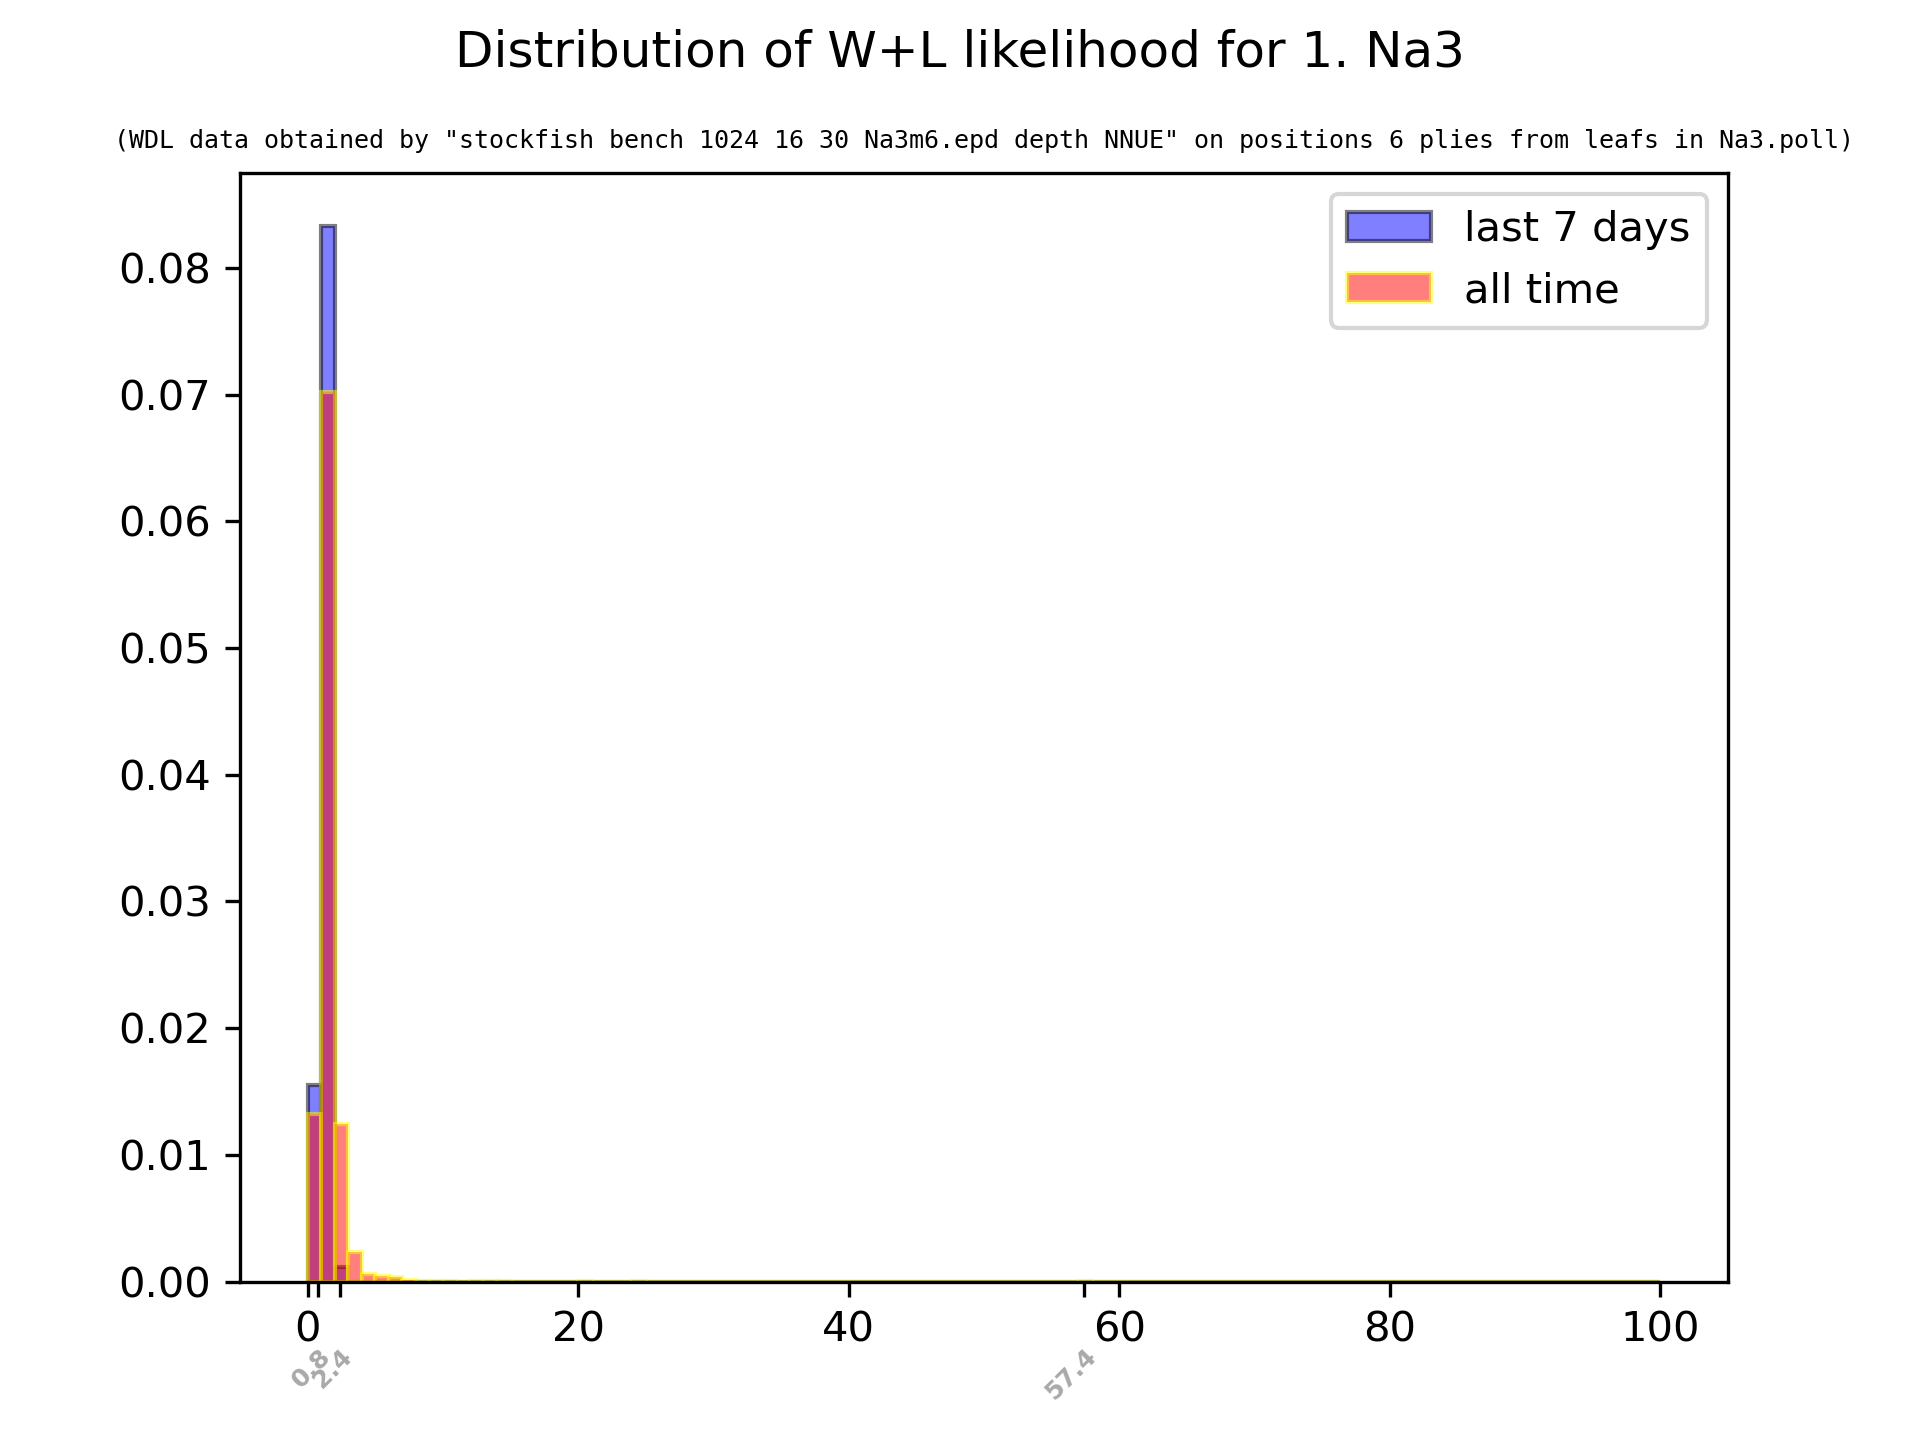 Distribution of W+L likelihood for 1. Na3
(WDL data obtained by "stockfish bench 1024 16 30 Na3m6.epd depth NNUE" on positions 6 plies from leafs in Na3.poll)
last 7 days
all time
0.08
0.07
0.06
0.05
0.04
0.03
0.02
0.01
0.00
0 20 40 60 80 100
0.8 2.4 57.4